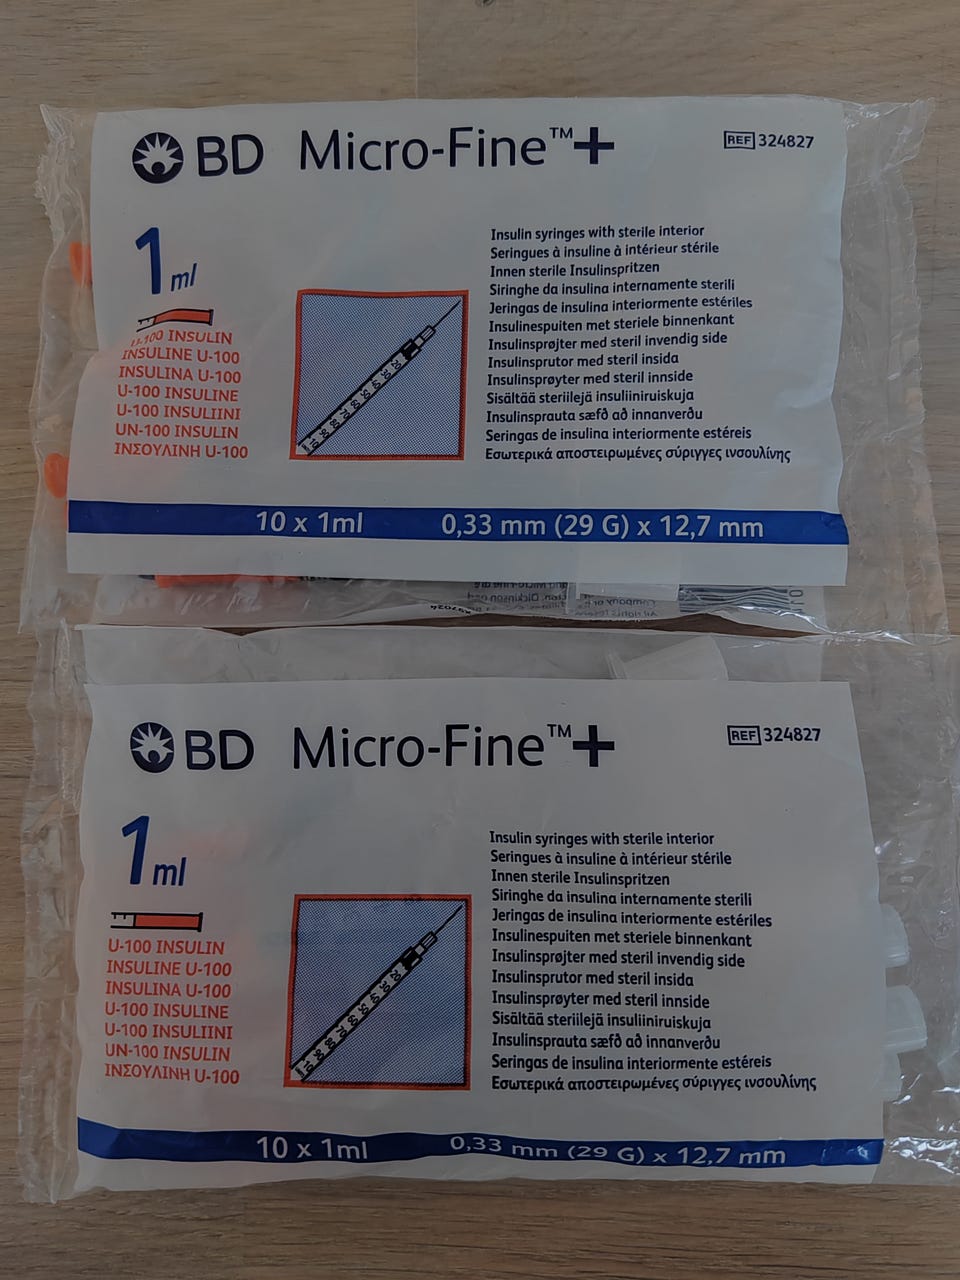 BD Micro-Fine™+
REF 324827
1 ml
U-100 INSULIN
INSULINE U-100
INSULINA U-100
U-100 INSULINE
U-100 INSULIINI
UN-100 INSULIN
ΙΝΣΟΥΛΙΝΗ U-100
Insulin syringes with sterile interior
Seringues à insuline à intérieur stérile
Innen sterile Insulinspritzen
Siringhe da insulina internamente sterili
Jeringas de insulina interiormente estériles
Insulinespuiten met steriele binnenkant
Insulinsprøjter med steril invendig side
Insulinsprutor med steril insida
Insulinsprøyter med steril innside
Sisältää steriilejä insuliiniruiskuja
Insulinsprauta sæfð að innanverðu
Seringas de insulina interiormente estéreis
Εσωτερικά αποστειρωμένες σύριγγες ινσουλίνης
10 x 1ml 0,33 mm (29 G) x 12,7 mm
BD Micro-Fine™+
REF 324827
1 ml
U-100 INSULIN
INSULINE U-100
INSULINA U-100
U-100 INSULINE
U-100 INSULIINI
UN-100 INSULIN
ΙΝΣΟΥΛΙΝΗ U-100
Insulin syringes with sterile interior
Seringues à insuline à intérieur stérile
Innen sterile Insulinspritzen
Siringhe da insulina internamente sterili
Jeringas de insulina interiormente estériles
Insulinespuiten met steriele binnenkant
Insulinsprøjter med steril invendig side
Insulinsprutor med steril insida
Insulinsprøyter med steril innside
Sisältää steriilejä insuliiniruiskuja
Insulinsprauta sæfð að innanverðu
Seringas de insulina interiormente estéreis
Εσωτερικά αποστειρωμένες σύριγγες ινσουλίνης
10 x 1ml 0,33 mm (29 G) x 12,7 mm